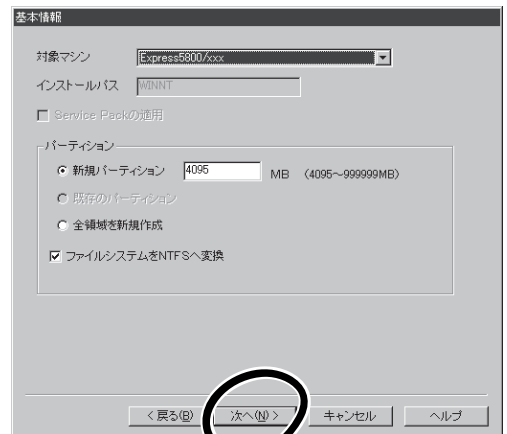 基本情報
対象マシン Express5800/xxx
インストールパス WINNT
Service Packの適用
パーティション
新規パーティション 4095 MB (4095～999999MB)
既存のパーティション
全領域を新規作成
ファイルシステムをNTFSへ変換
< 戻る(B) 次へ(N) > キャンセル ヘルプ